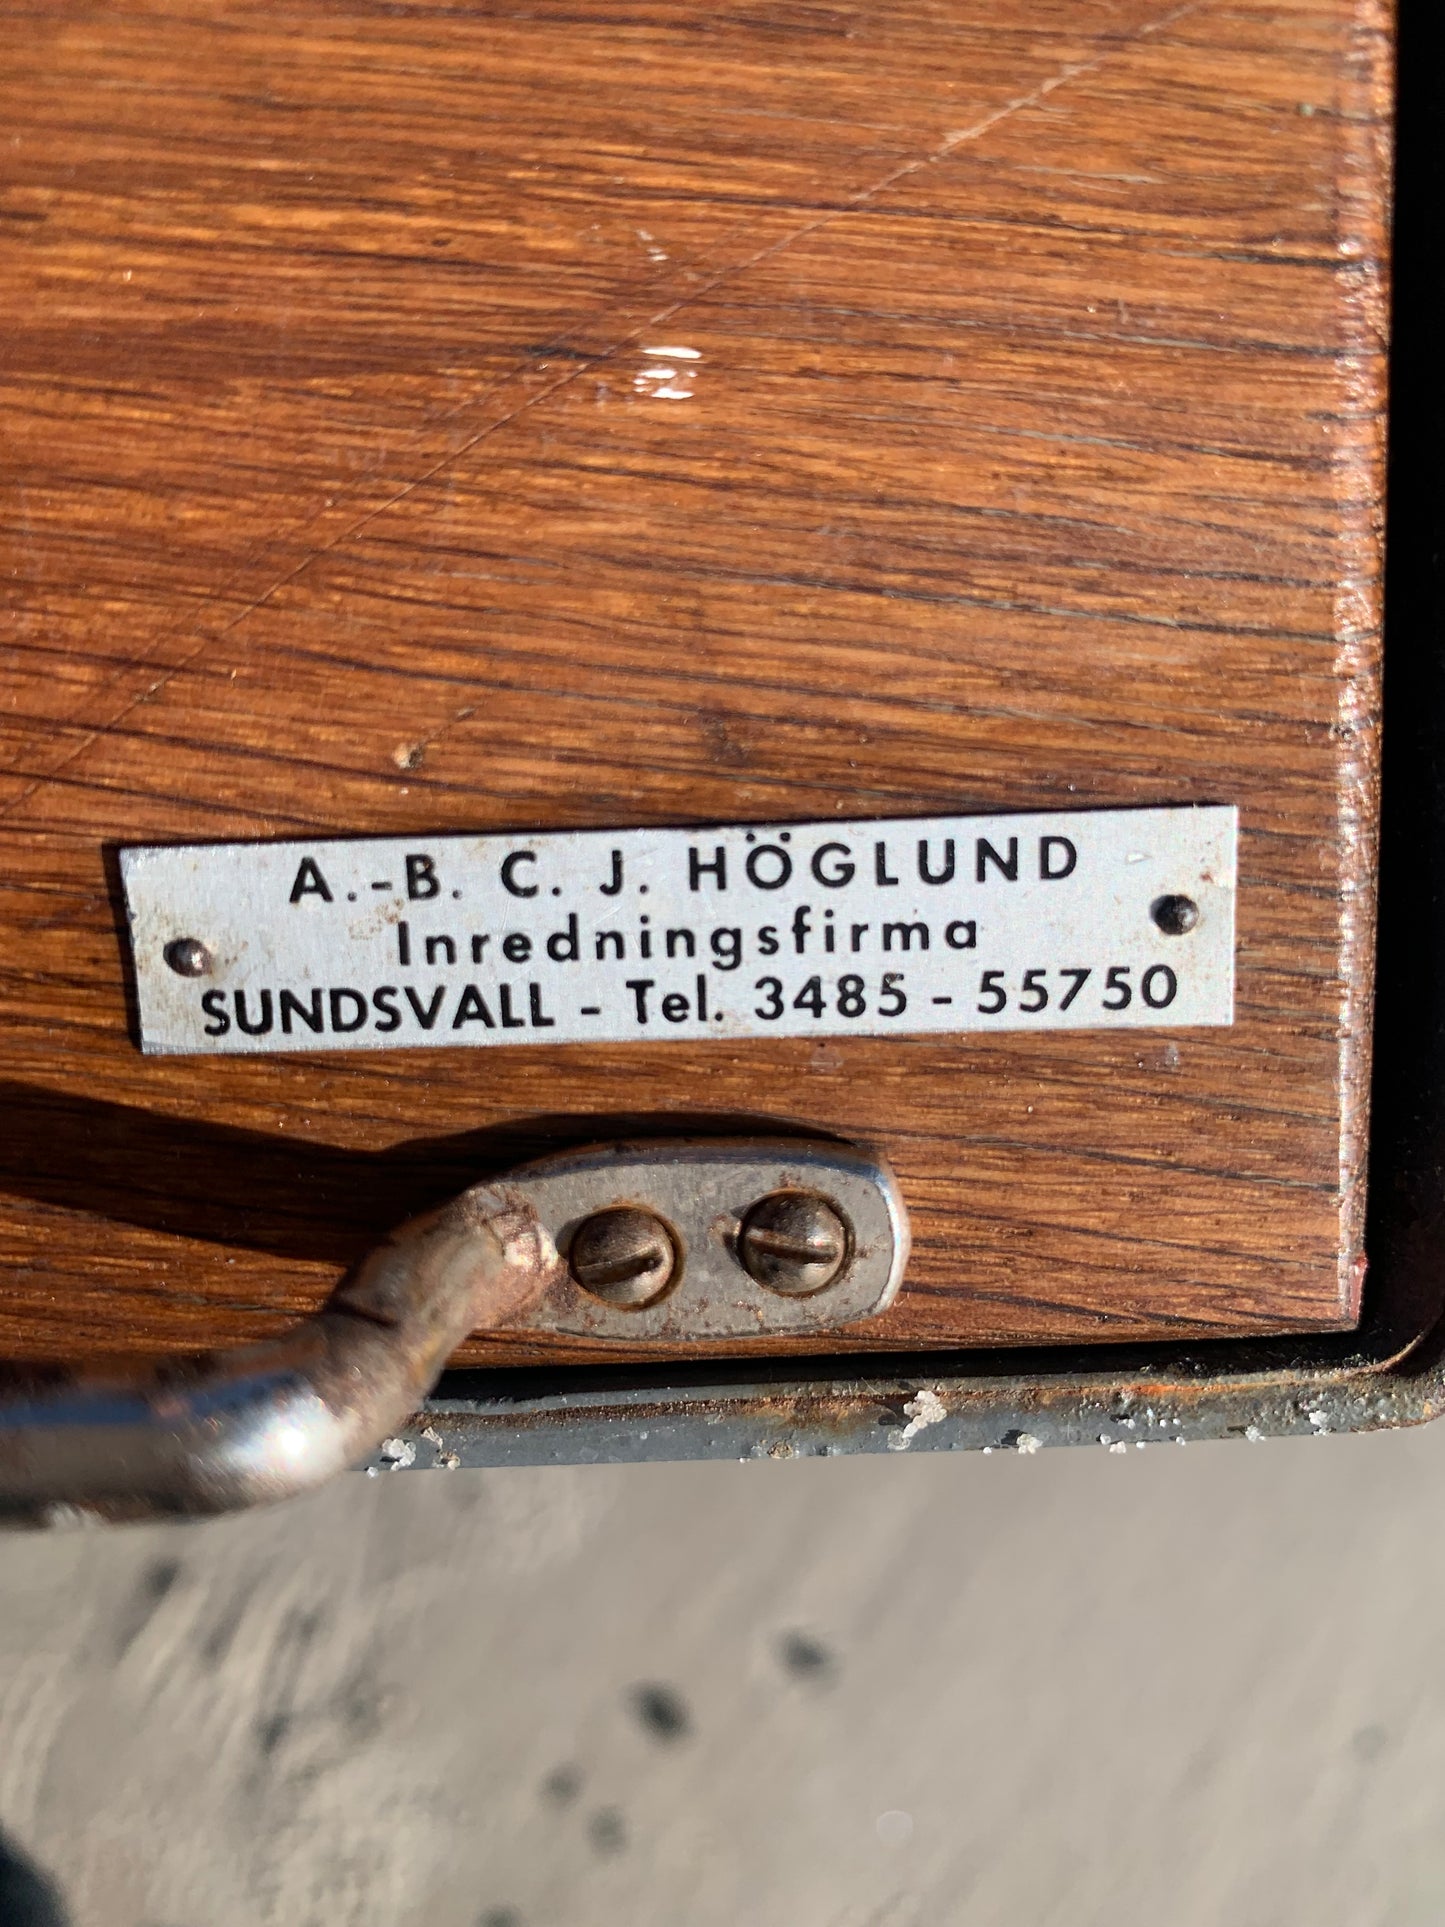 A.-B. C. J. HÖGLUND
Inredningsfirma
SUNDSVALL - Tel. 3485 - 55750